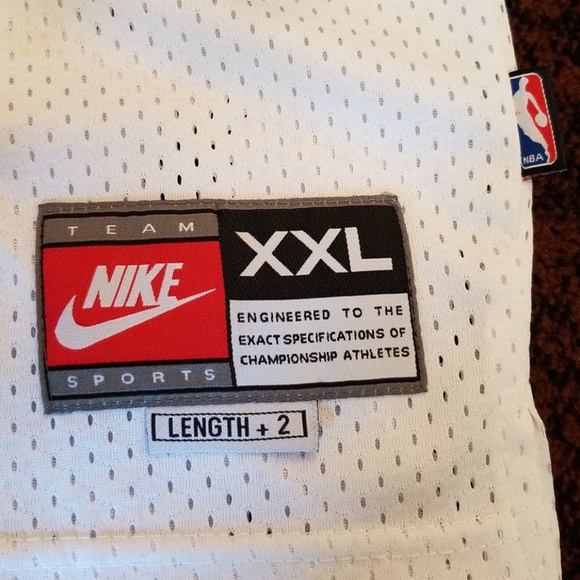 TEAM
NIKE
SPORTS
XXL
ENGINEERED TO THE
EXACT SPECIFICATIONS OF
CHAMPIONSHIP ATHLETES
LENGTH + 2
NBA